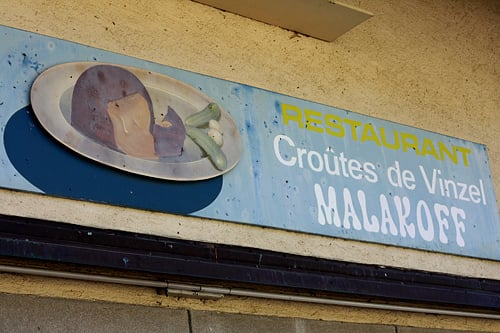 RESTAURANT
Croûtes de Vinzel
MALAKOFF